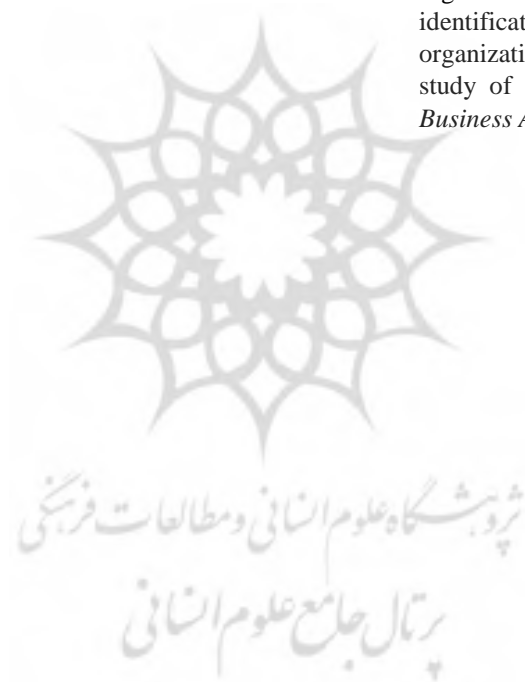 identificat
organizati
study of
Business A
پژوهشگاه علوم انسانی و مطالعات فرهنگی
پرتال جامع علوم انسانی